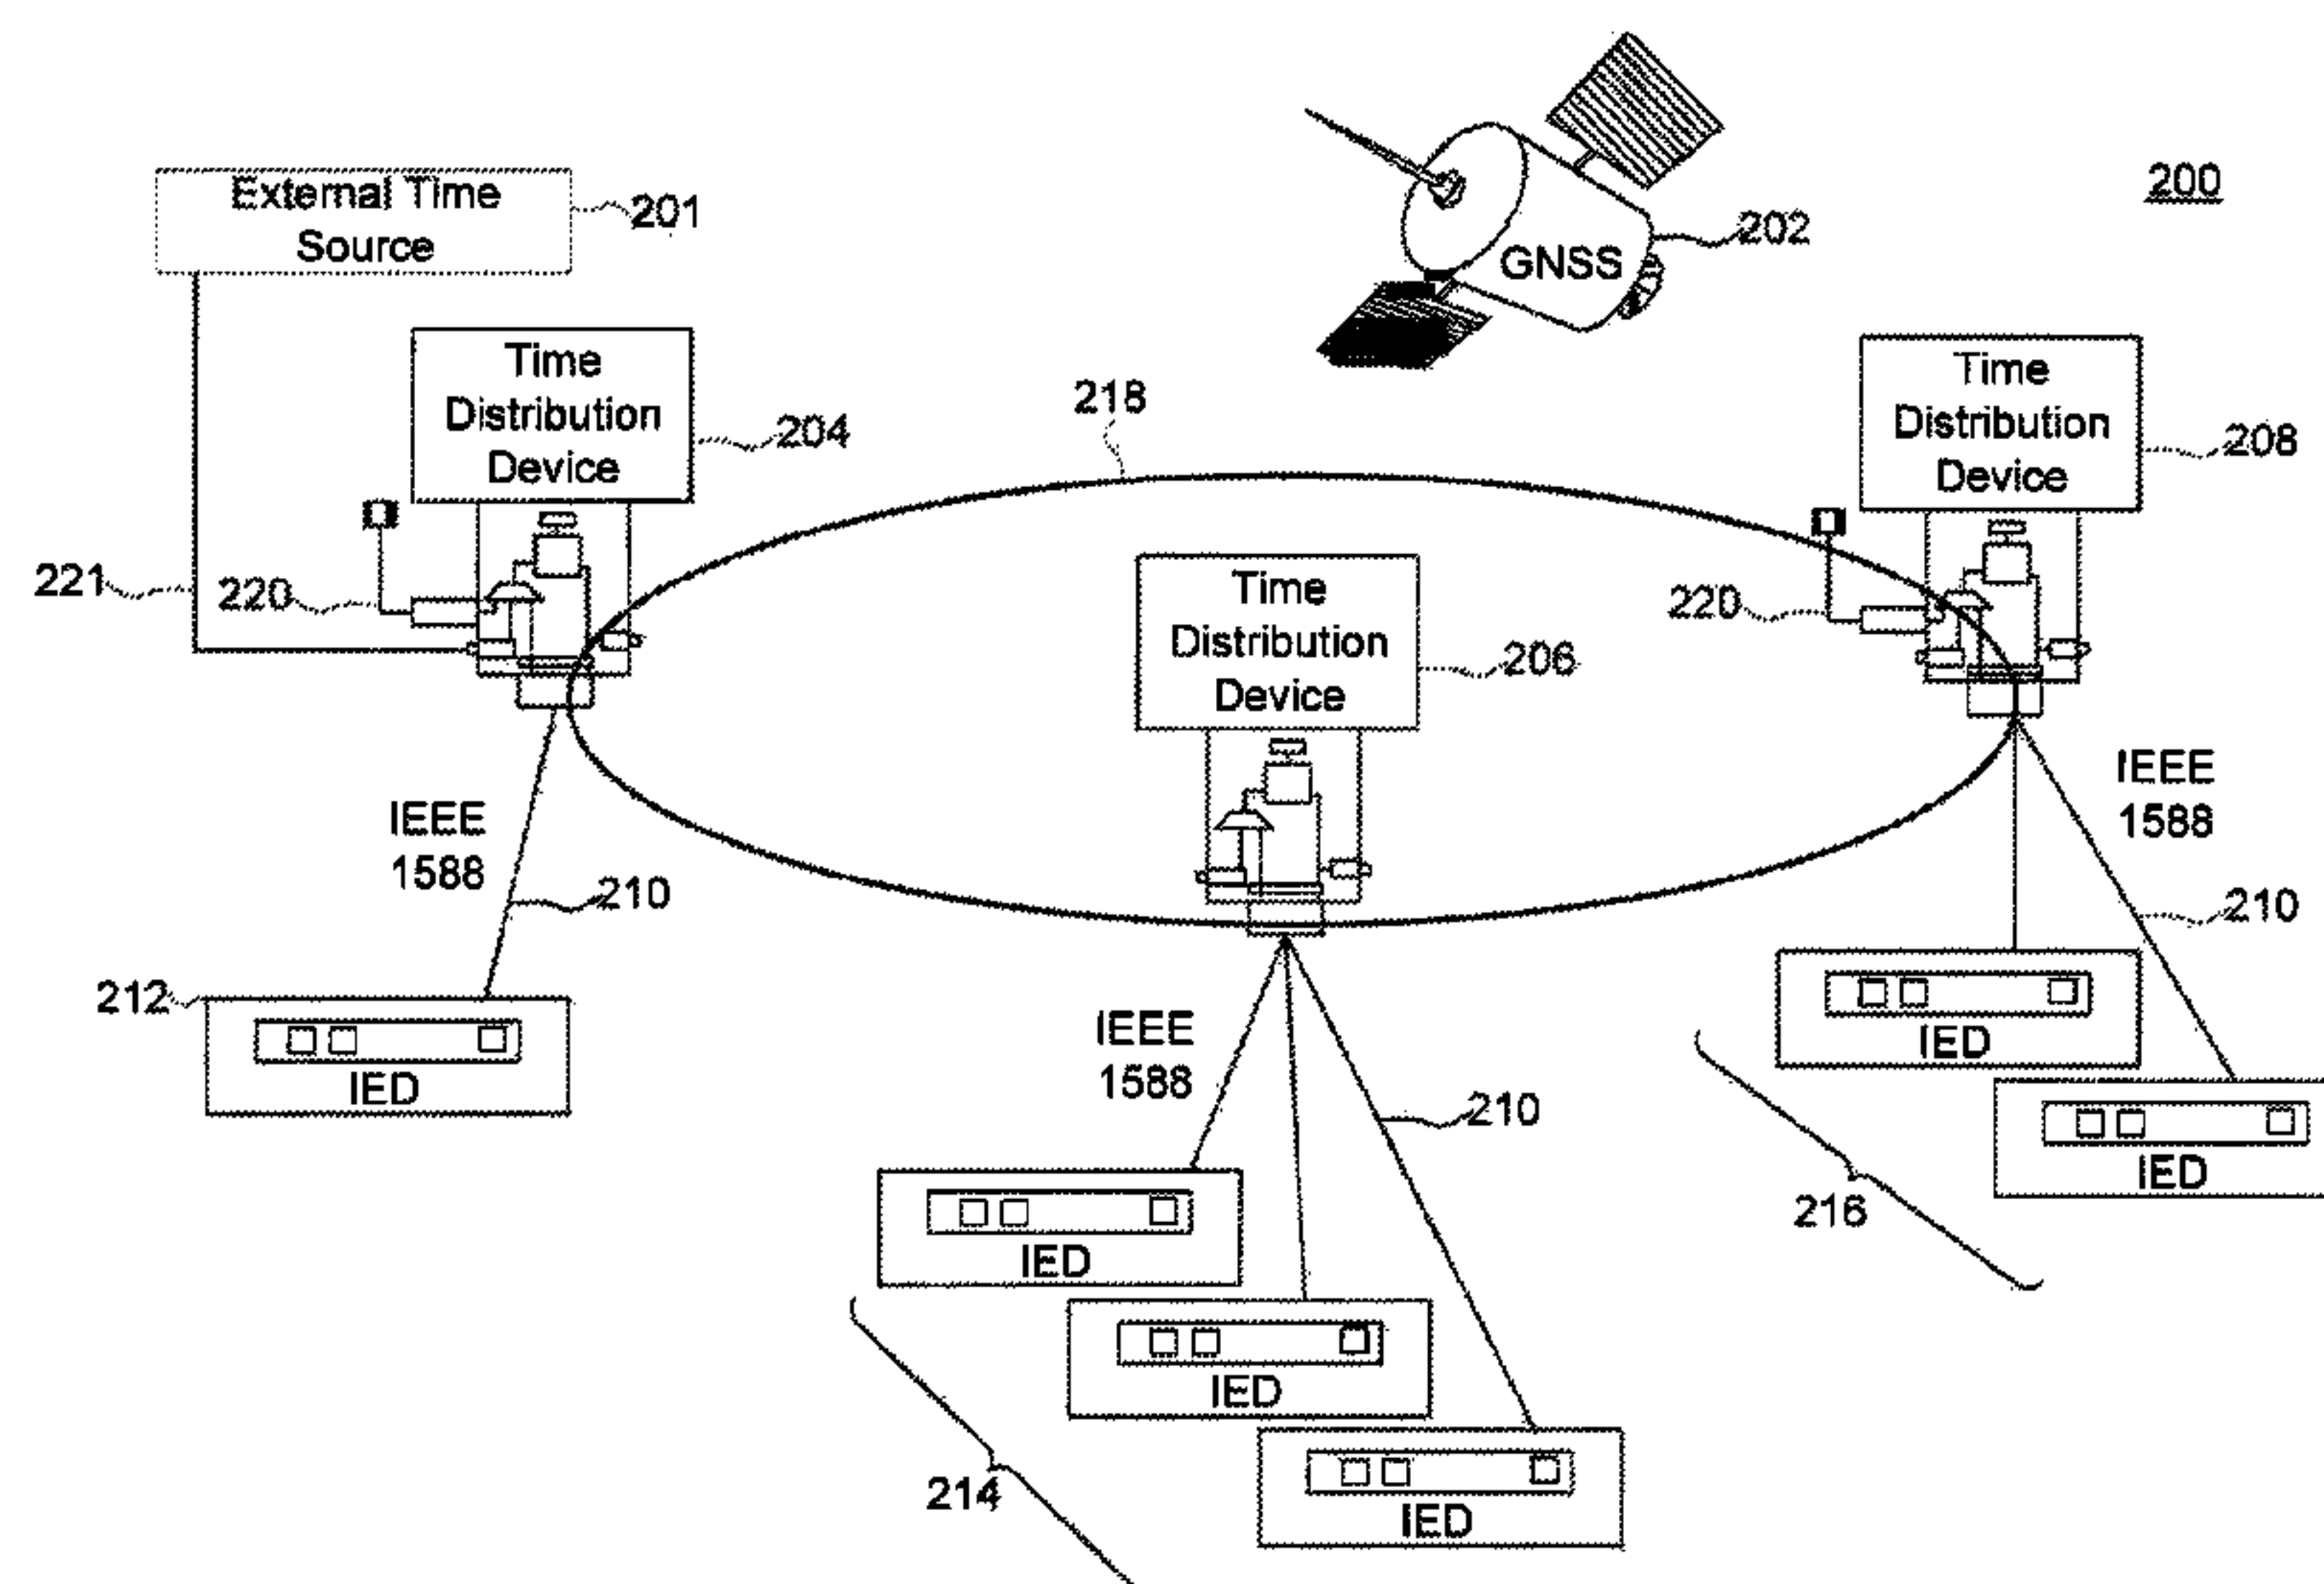 200
External Time
Source
201
202
GNSS
Time
Distribution
Device
204
218
Time
Distribution
Device
208
221
220
Time
Distribution
Device
206
220
IEEE
1588
210
IEEE
1588
210
212
IED
IEEE
1588
210
IED
IED
216
IED
IED
IED
214